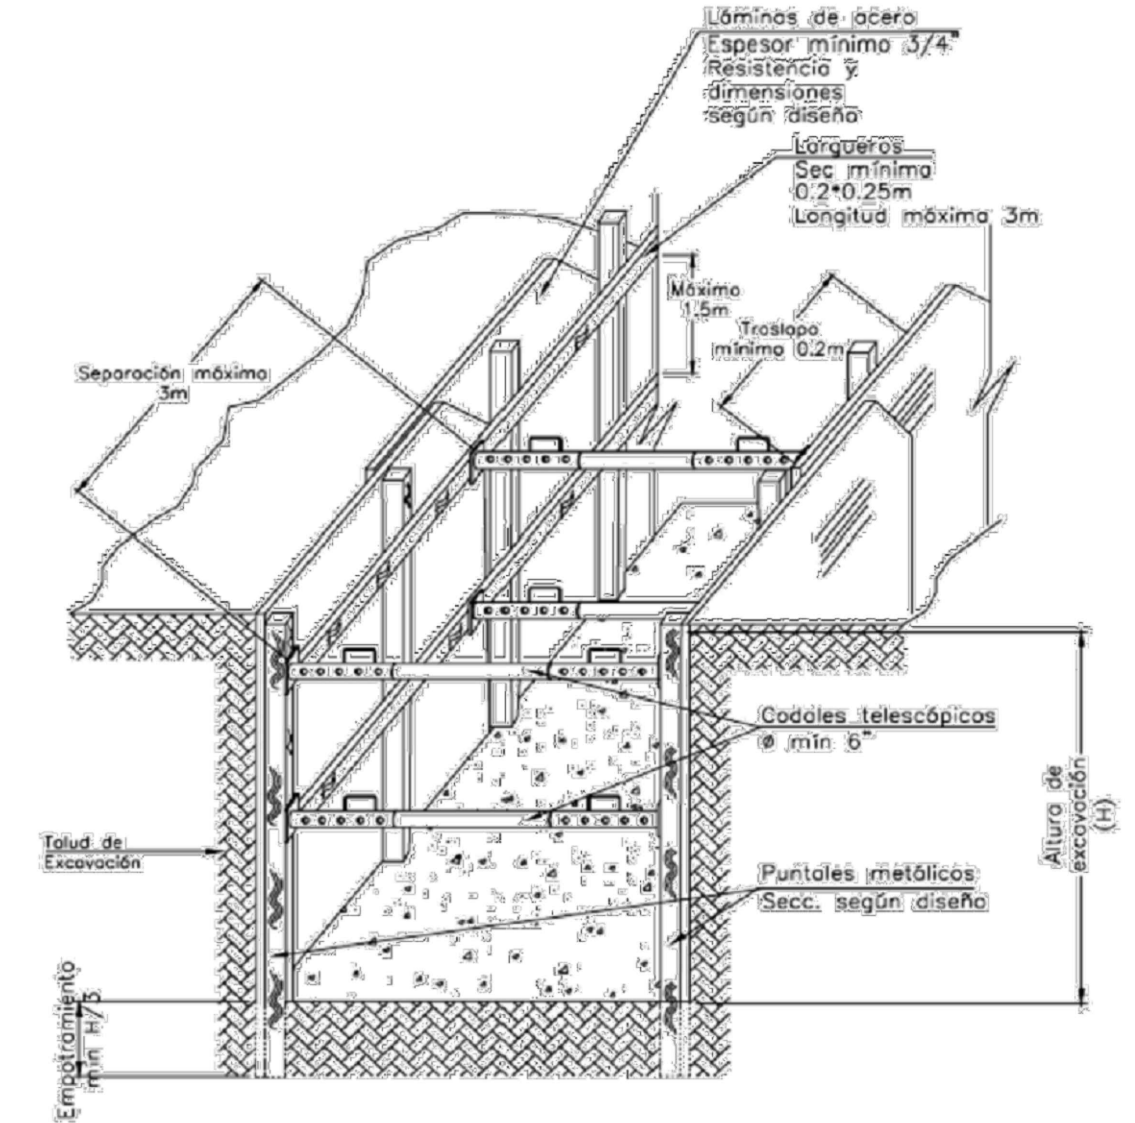 Láminas de acero
Espesor mínimo 3/4"
Resistencia y
dimensiones
según diseño
Largueros
Sec mínima
0.2*0.25m
Longitud máxima 3m
Máximo
1.5m
Traslapo
mínimo 0.2m
Separación máxima
3m
Codales telescópicos
ø min 6"
Altura de
excavación
(H)
Talud de
Excavación
Puntales metálicos
Secc. según diseño
Empotramiento
min H/3